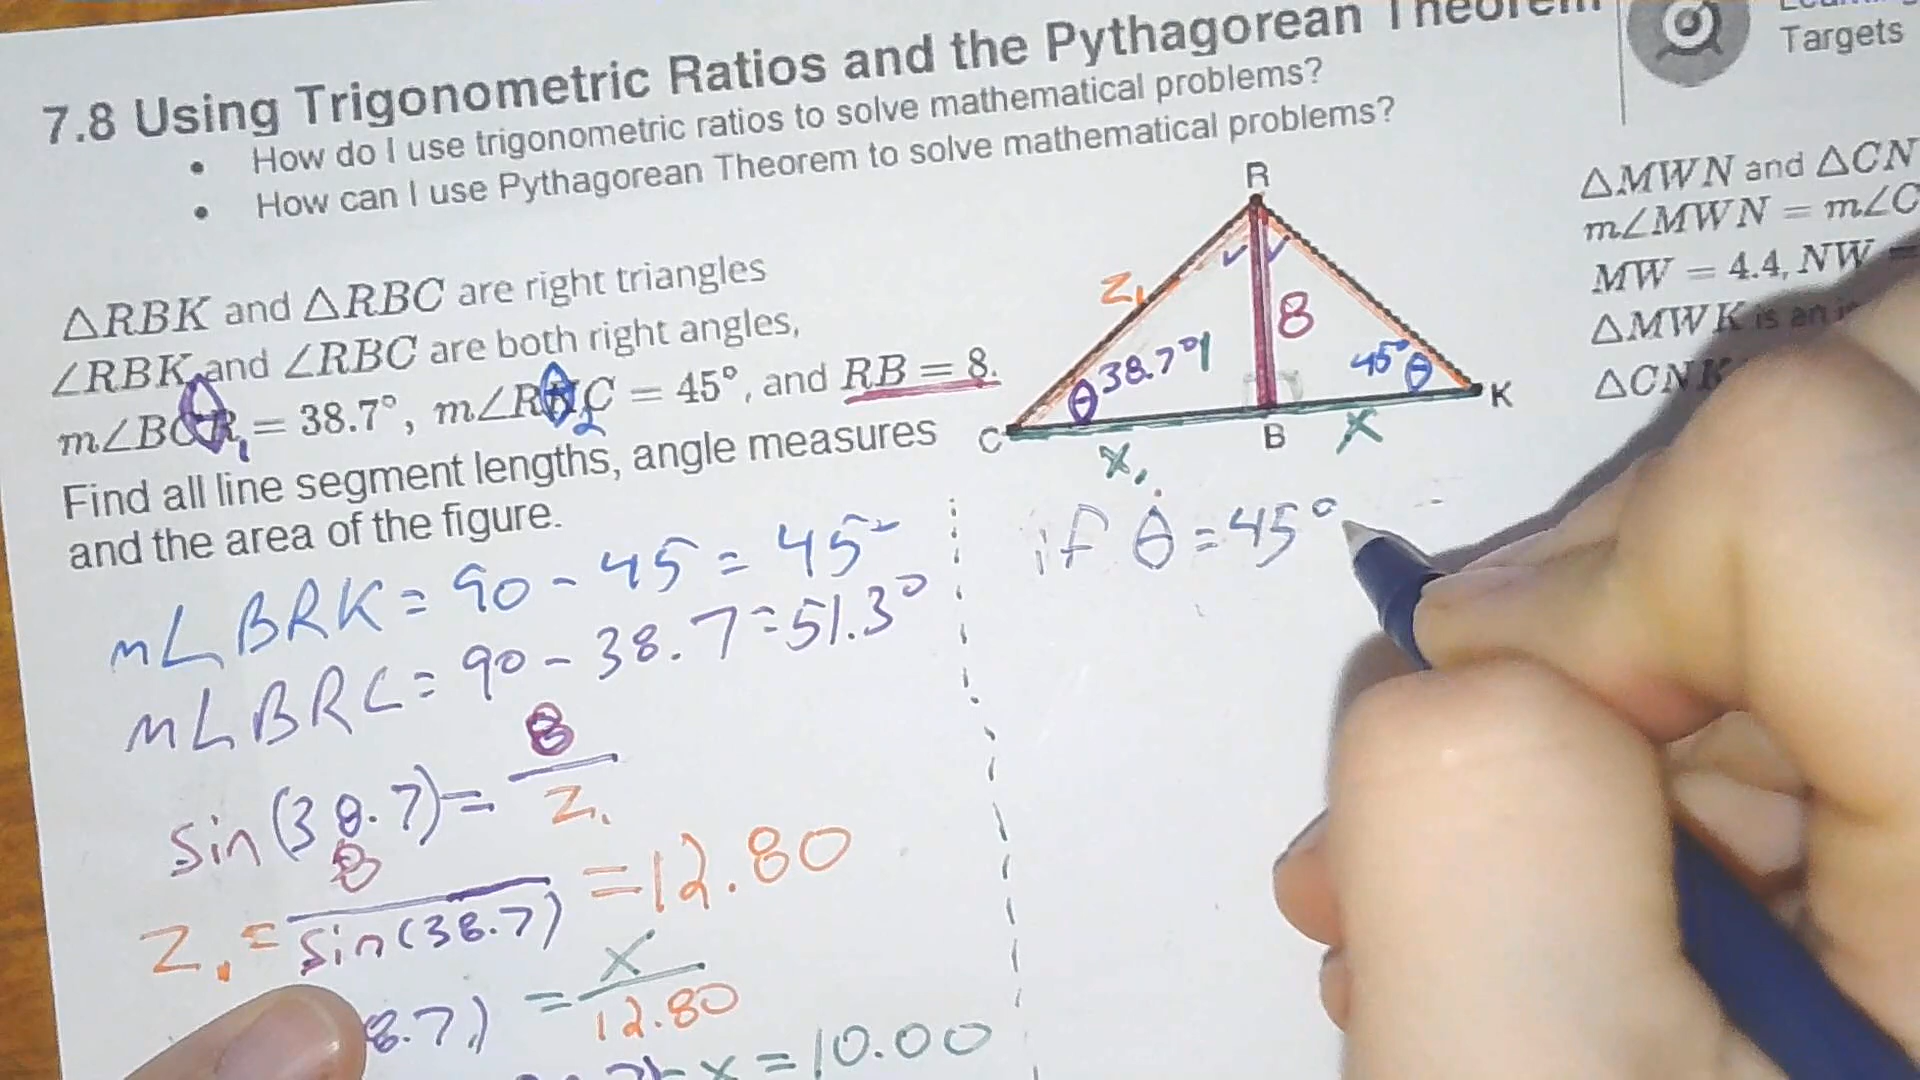 7.8 Using Trigonometric Ratios and the Pythagorean Theorem
• How do I use trigonometric ratios to solve mathematical problems?
• How can I use Pythagorean Theorem to solve mathematical problems?
Targets
△RBK and △RBC are right triangles
∠RBK and ∠RBC are both right angles,
m∠BCR = 38.7°, m∠RKC = 45°, and RB = 8.
Find all line segment lengths, angle measures
and the area of the figure.
R
Z₁
8
θ 38.7°
45° θ
C
B
K
X₁
X
△MWN and △CN
m∠MWN = m∠C
MW = 4.4, NW =
△MWK is an i
△CNK
m∠BRK = 90 - 45 = 45°
m∠BRC = 90 - 38.7 = 51.3°
sin(38.7) = 8/Z₁
Z₁ = 8/sin(38.7) = 12.80
8.7) = X/12.80
X = 10.00
if θ = 45°